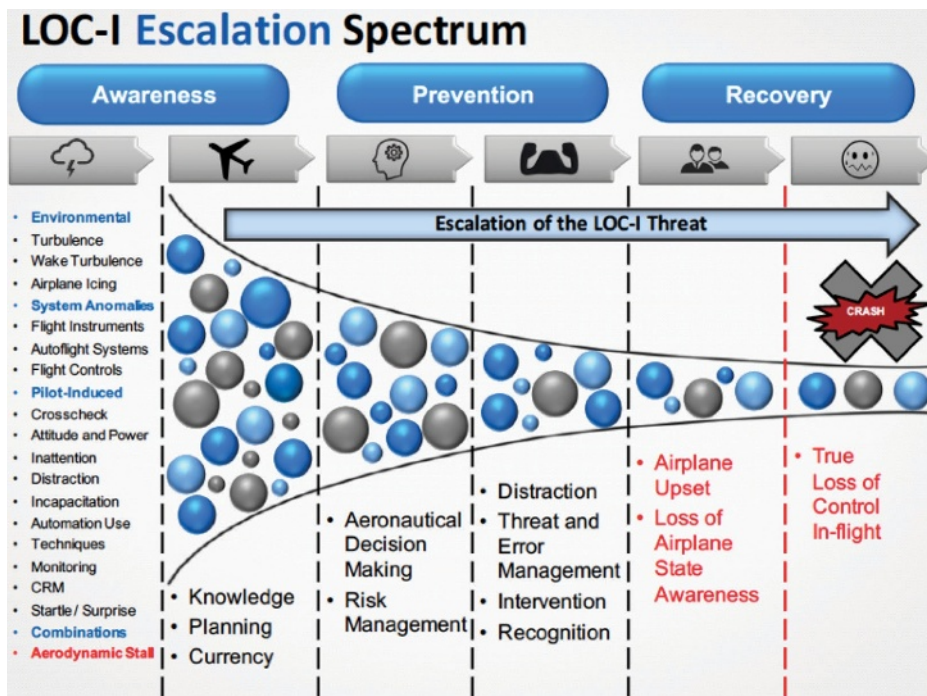 LOC-I Escalation Spectrum
Awareness
Prevention
Recovery
Escalation of the LOC-I Threat
• Environmental
• Turbulence
• Wake Turbulence
• Airplane Icing
• System Anomalies
• Flight Instruments
• Autoflight Systems
• Flight Controls
• Pilot-Induced
• Crosscheck
• Attitude and Power
• Inattention
• Distraction
• Incapacitation
• Automation Use
• Techniques
• Monitoring
• CRM
• Startle / Surprise
• Combinations
• Aerodynamic Stall
• Knowledge
• Planning
• Currency
• Aeronautical
Decision
Making
• Risk
Management
• Distraction
• Threat and
Error
Management
• Intervention
• Recognition
• Airplane
Upset
• Loss of
Airplane
State
Awareness
CRASH
• True
Loss of
Control
In-flight